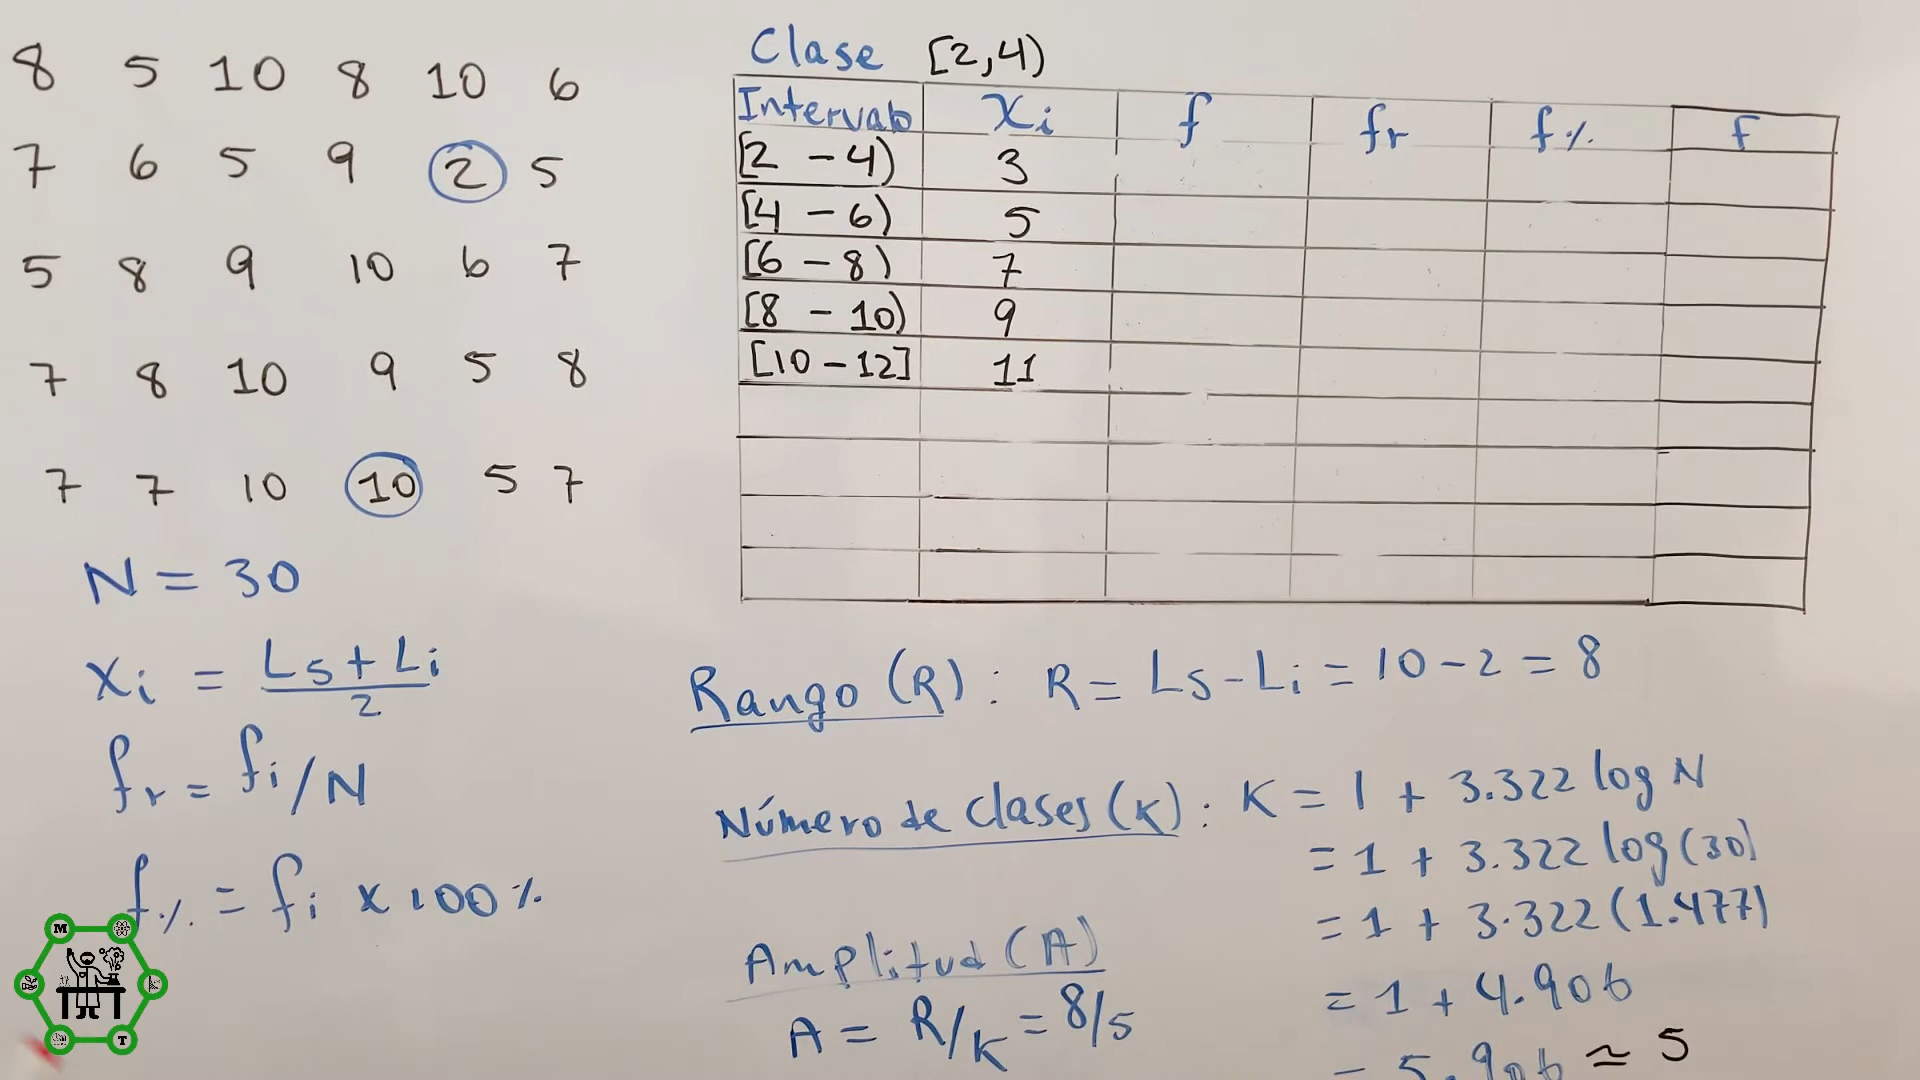 8 5 10 8 10 6
7 6 5 9 2 5
5 8 9 10 6 7
7 8 10 9 5 8
7 7 10 10 5 7
N = 30
xi = Ls + Li / 2
fr = fi/N
f% = fi x 100%
Clase [2,4)
Intervalo xi f fr f% F
[2 - 4) 3
[4 - 6) 5
[6 - 8) 7
[8 - 10) 9
[10 - 12] 11
Rango (R): R = Ls - Li = 10 - 2 = 8
Número de clases (K): K = 1 + 3.322 log N
= 1 + 3.322 log (30)
= 1 + 3.322 (1.477)
= 1 + 4.906
= 5.906 ≈ 5
Amplitud (A)
A = R/K = 8/5
M
T